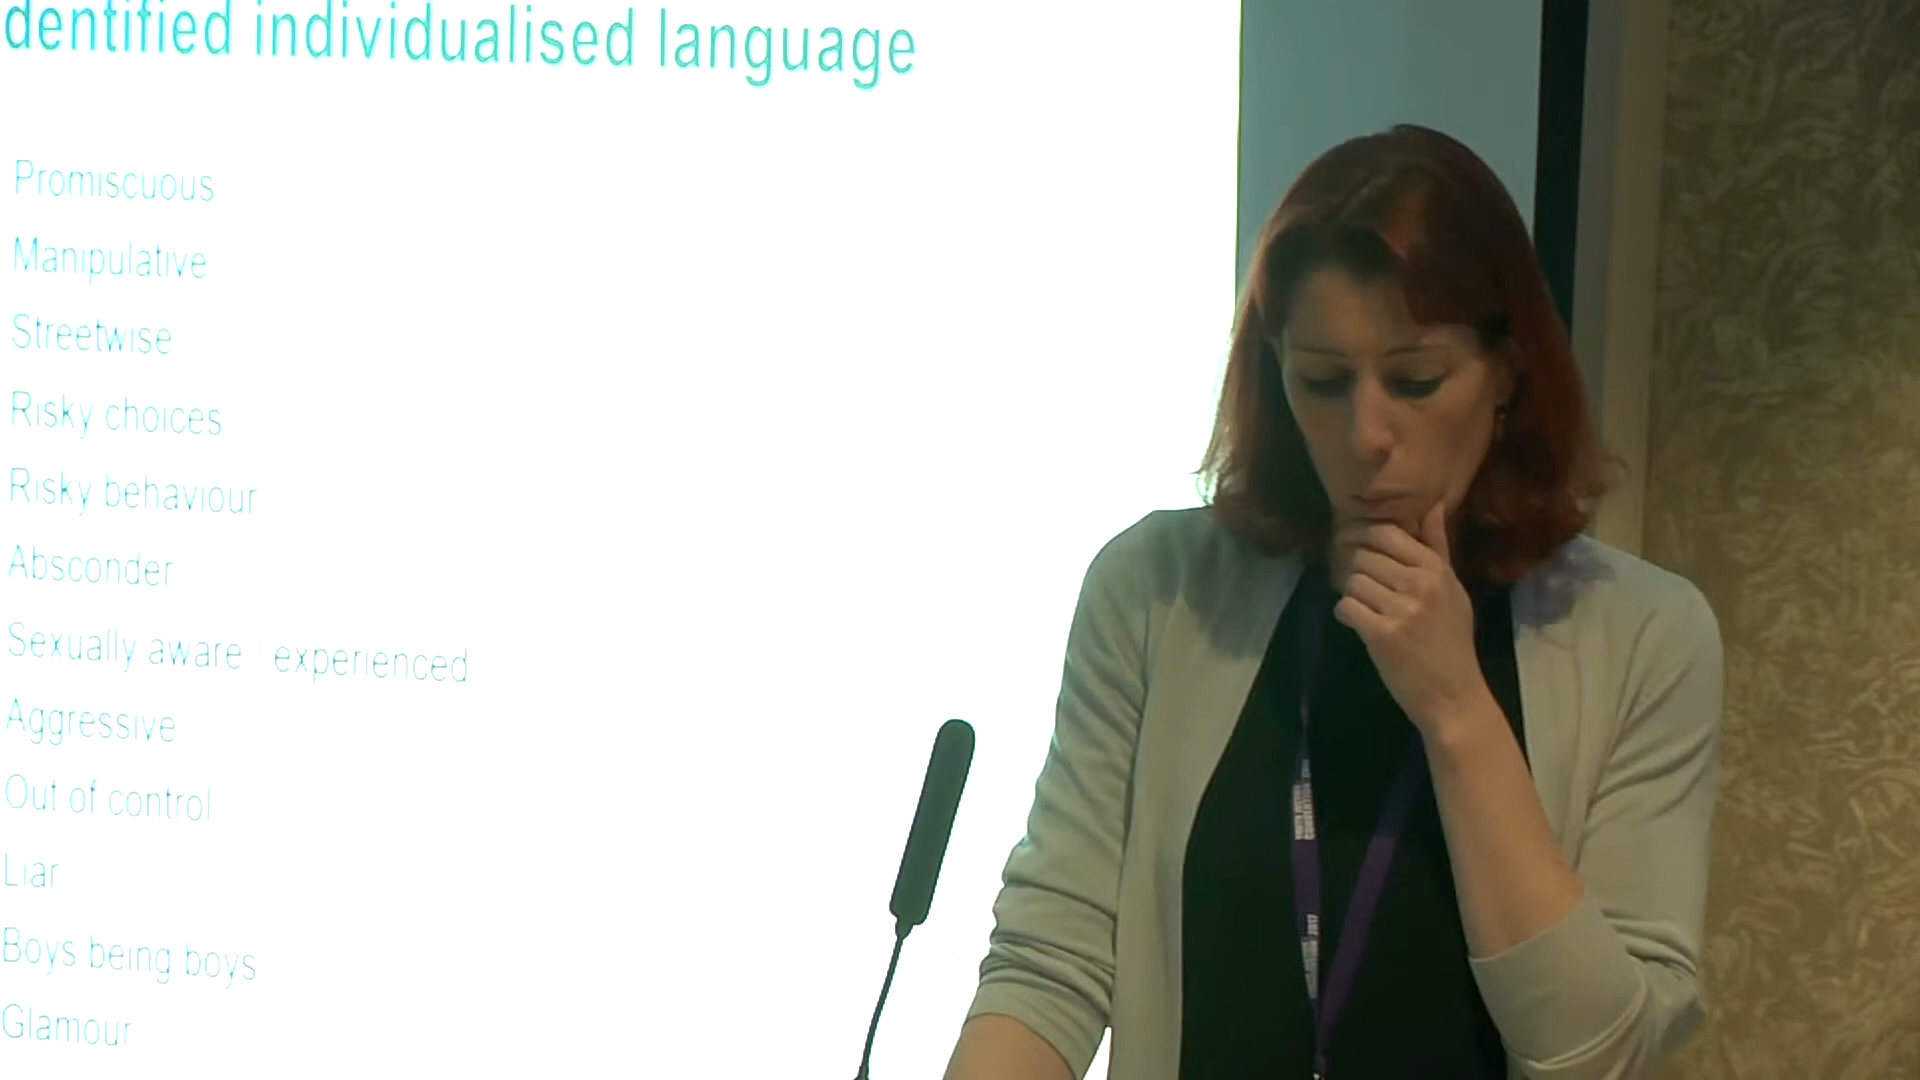 dentified individualised language
Promiscuous
Manipulative
Streetwise
Risky choices
Risky behaviour
Absconder
Sexually aware / experienced
Aggressive
Out of control
Liar
Boys being boys
Glamour